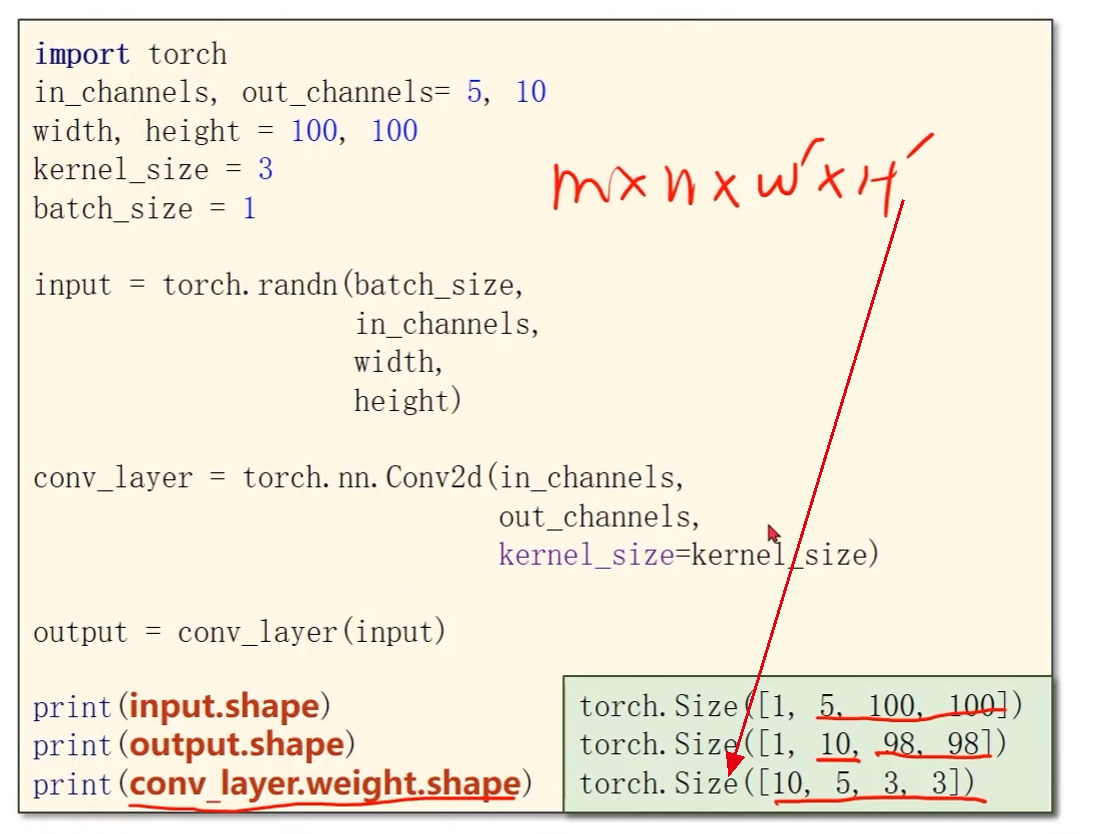 import torch
in_channels, out_channels= 5, 10
width, height = 100, 100
kernel_size = 3
batch_size = 1
m×n×w′×H′
input = torch.randn(batch_size,
in_channels,
width,
height)
conv_layer = torch.nn.Conv2d(in_channels,
out_channels,
kernel_size=kernel_size)
output = conv_layer(input)
print(input.shape)
print(output.shape)
print(conv_layer.weight.shape)
torch.Size([1, 5, 100, 100])
torch.Size([1, 10, 98, 98])
torch.Size([10, 5, 3, 3])